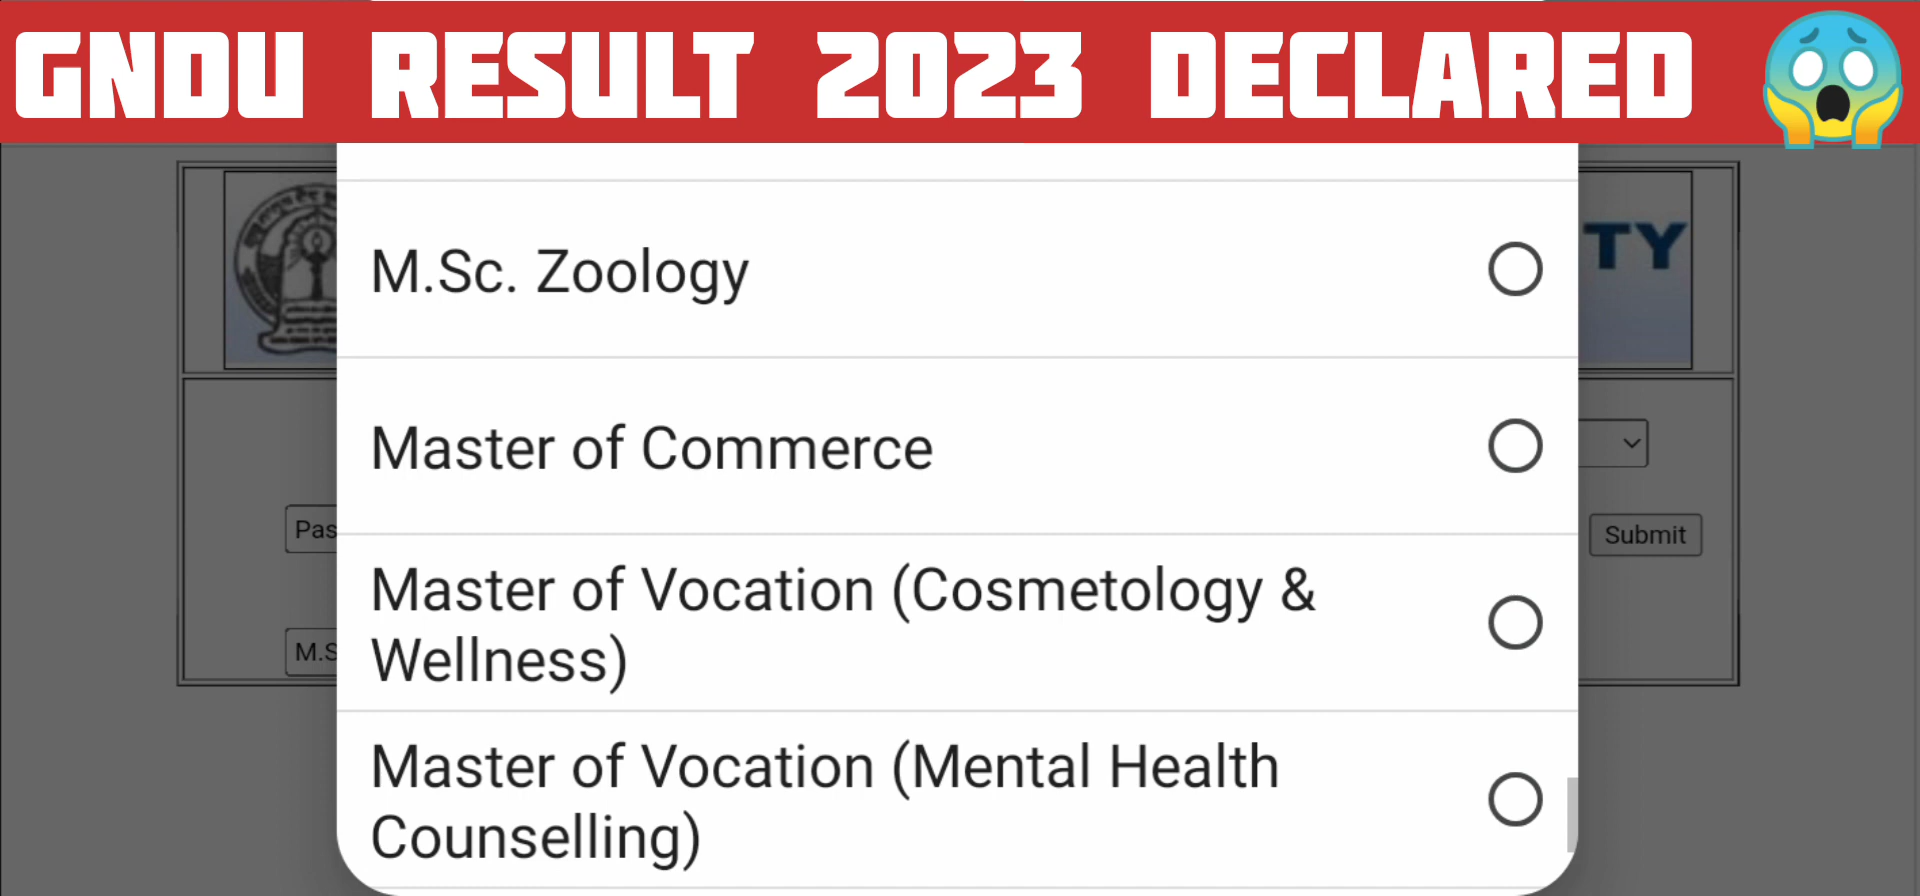 GNDU RESULT 2023 DECLARED
TY
M.Sc. Zoology
Master of Commerce
Pas
Submit
Master of Vocation (Cosmetology &
Wellness)
M.S
Master of Vocation (Mental Health
Counselling)